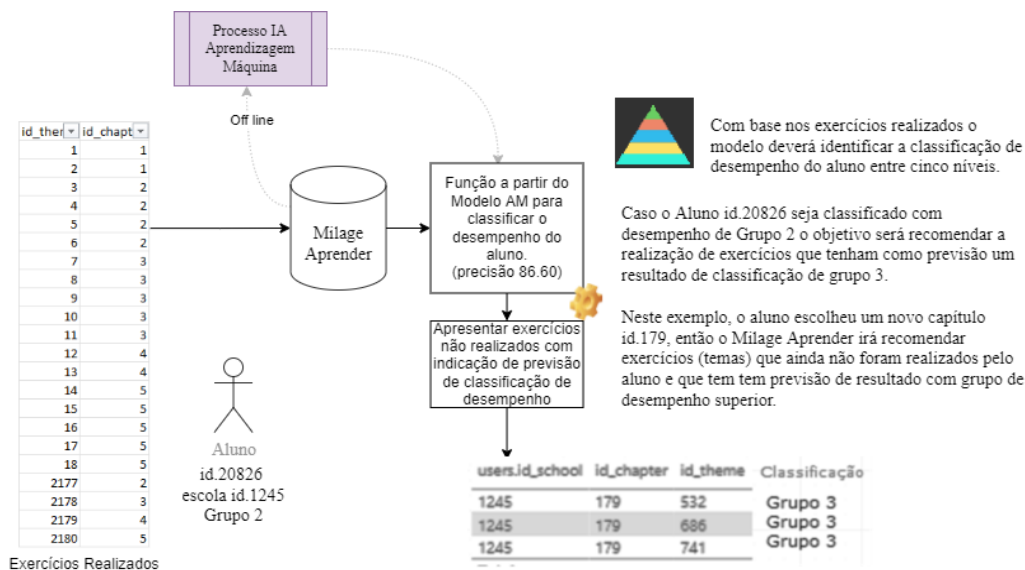 Processo IA
Aprendizagem
Máquina
Off line
id_ther id_chapt
1 1
2 1
3 2
4 2
5 2
6 2
7 3
8 3
9 3
10 3
11 3
12 4
13 4
14 5
15 5
16 5
17 5
18 5
2177 2
2178 3
2179 4
2180 5
Exercícios Realizados
Milage
Aprender
Aluno
id.20826
escola id.1245
Grupo 2
Função a partir do
Modelo AM para
classificar o
desempenho do
aluno.
(precisão 86.60)
Apresentar exercícios
não realizados com
indicação de previsão
de classificação de
desempenho
Com base nos exercícios realizados o
modelo deverá identificar a classificação de
desempenho do aluno entre cinco níveis.
Caso o Aluno id.20826 seja classificado com
desempenho de Grupo 2 o objetivo será recomendar a
realização de exercícios que tenham como previsão um
resultado de classificação de grupo 3.
Neste exemplo, o aluno escolheu um novo capítulo
id.179, então o Milage Aprender irá recomendar
exercícios (temas) que ainda não foram realizados pelo
aluno e que tem tem previsão de resultado com grupo de
desempenho superior.
users.id_school id_chapter id_theme Classificação
1245 179 532 Grupo 3
1245 179 686 Grupo 3
1245 179 741 Grupo 3